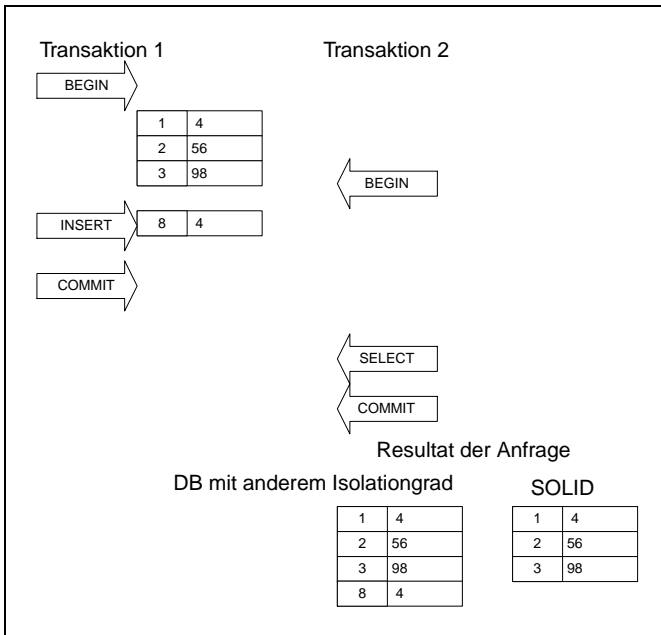 Transaktion 1 Transaktion 2
BEGIN
1 4
2 56
3 98
BEGIN
INSERT 8 4
COMMIT
SELECT
COMMIT
Resultat der Anfrage
DB mit anderem Isolationgrad SOLID
1 4 1 4
2 56 2 56
3 98 3 98
8 4